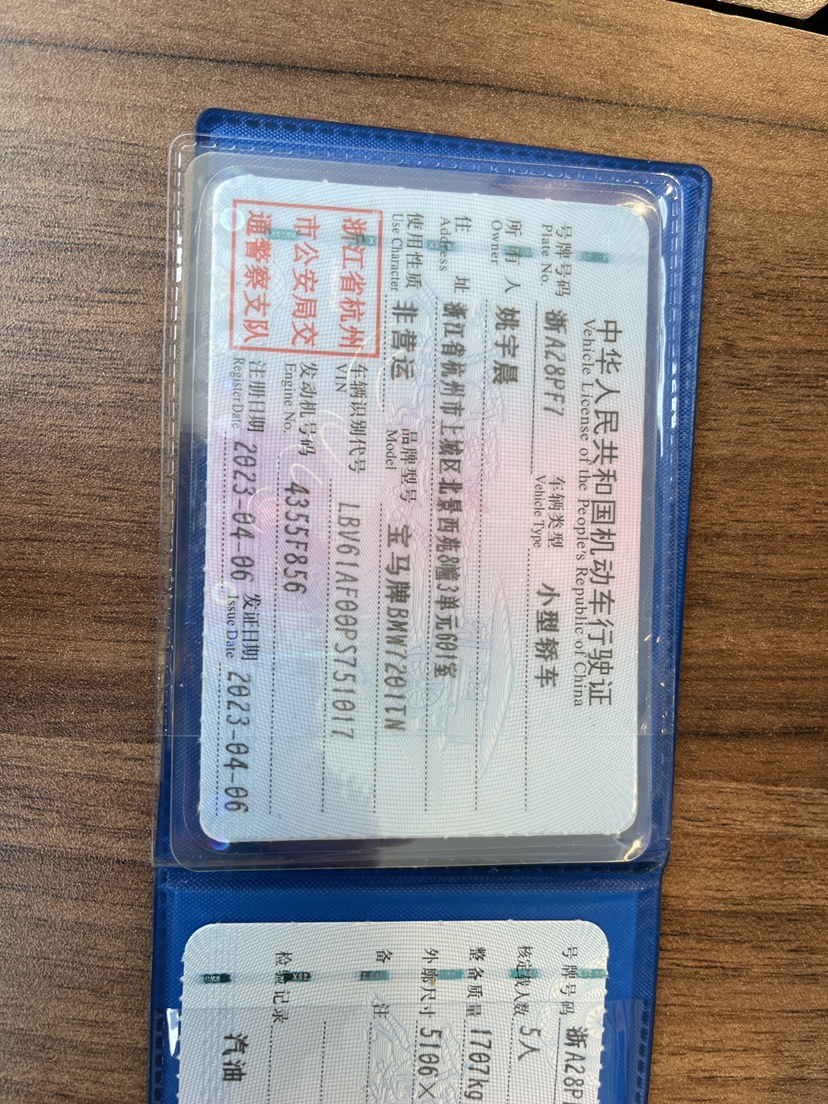 中华人民共和国机动车行驶证
Vehicle License of the People's Republic of China
号牌号码 浙A28PF7 车辆类型 小型轿车
Plate No. Vehicle Type
所有人 姚宇晨
Owner
住址 浙江省杭州市上城区北景西苑8幢3单元601室
Address
使用性质 非营运 品牌型号 宝马牌BMW7201IN
Use Character Model
浙江省杭州
市公安局交
通警察支队
车辆识别代号 LBV61AF00PS751017
VIN
发动机号码 4355F856
Engine No.
注册日期 2023-04-06 发证日期 2023-04-06
Register Date Issue Date
号牌号码 浙A28P
核定载人数 5人
整备质量 1707kg
外廓尺寸 5106×
备注
检验记录
汽油